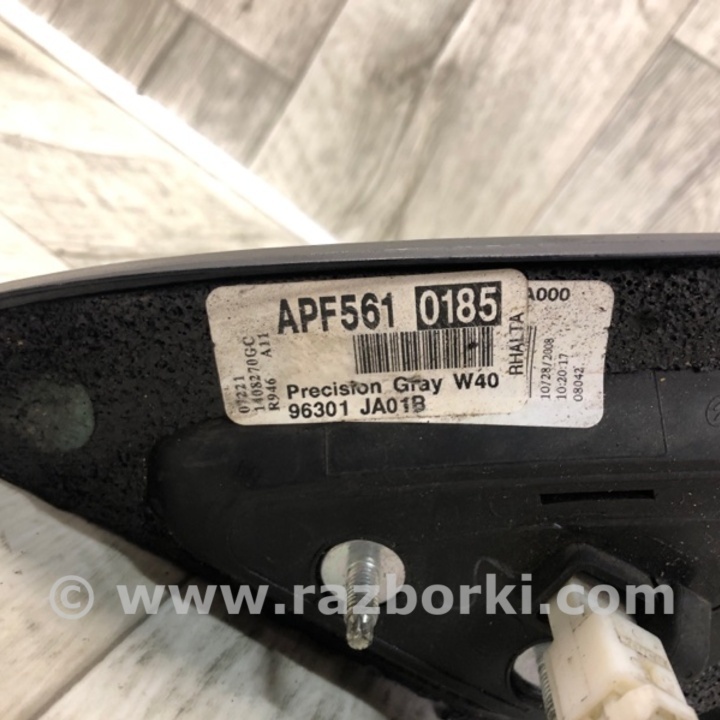 APF561 0185
Precision Gray W40
96301 JA01B
07221
1408270GC
R946 A11
RHALTA
A000
10/28/2008
10:20:17
08042
© www.razborki.com